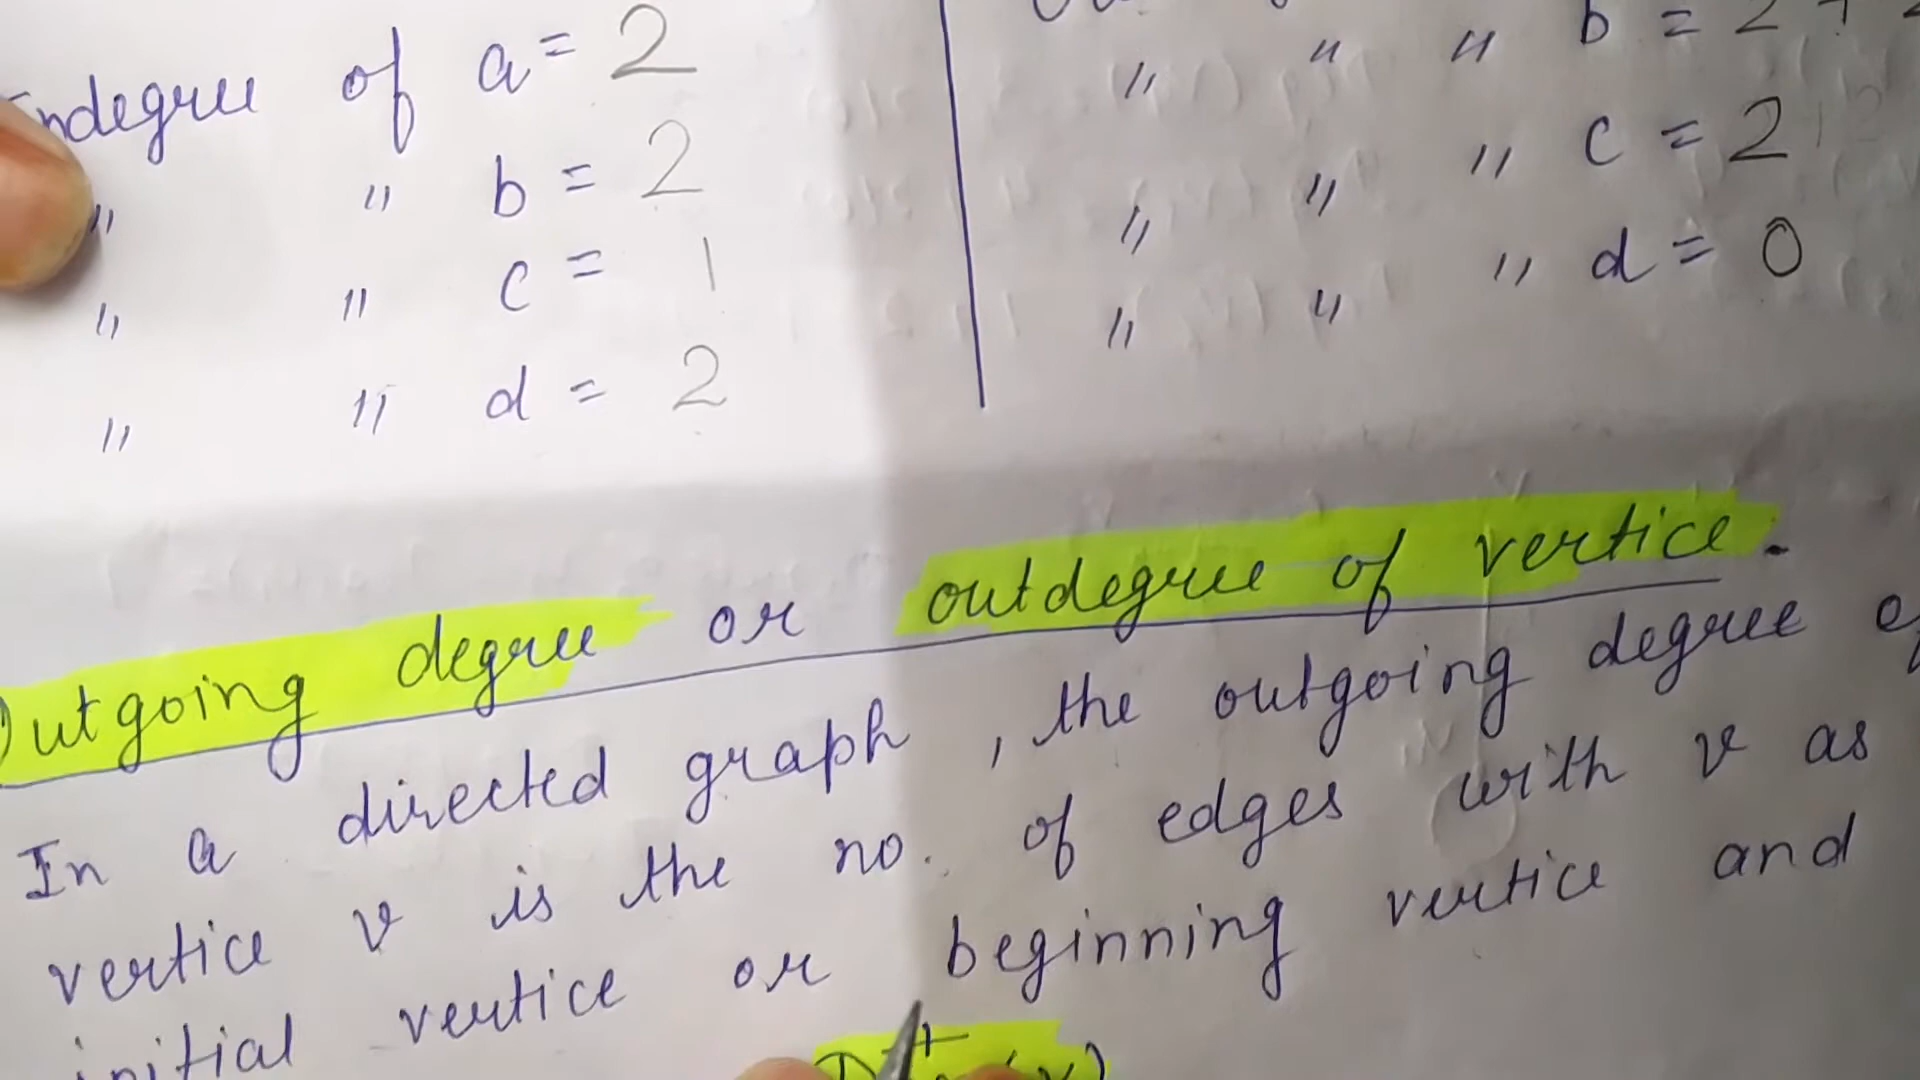 Indegree of a = 2
" " b = 2
" " c = 1
" " d = 2
" " " b = 2
" " " c = 2
" " " d = 0
Outgoing degree or outdegree of vertice.
In a directed graph, the outgoing degree of
vertice v is the no. of edges with v as
initial vertice or beginning vertice and